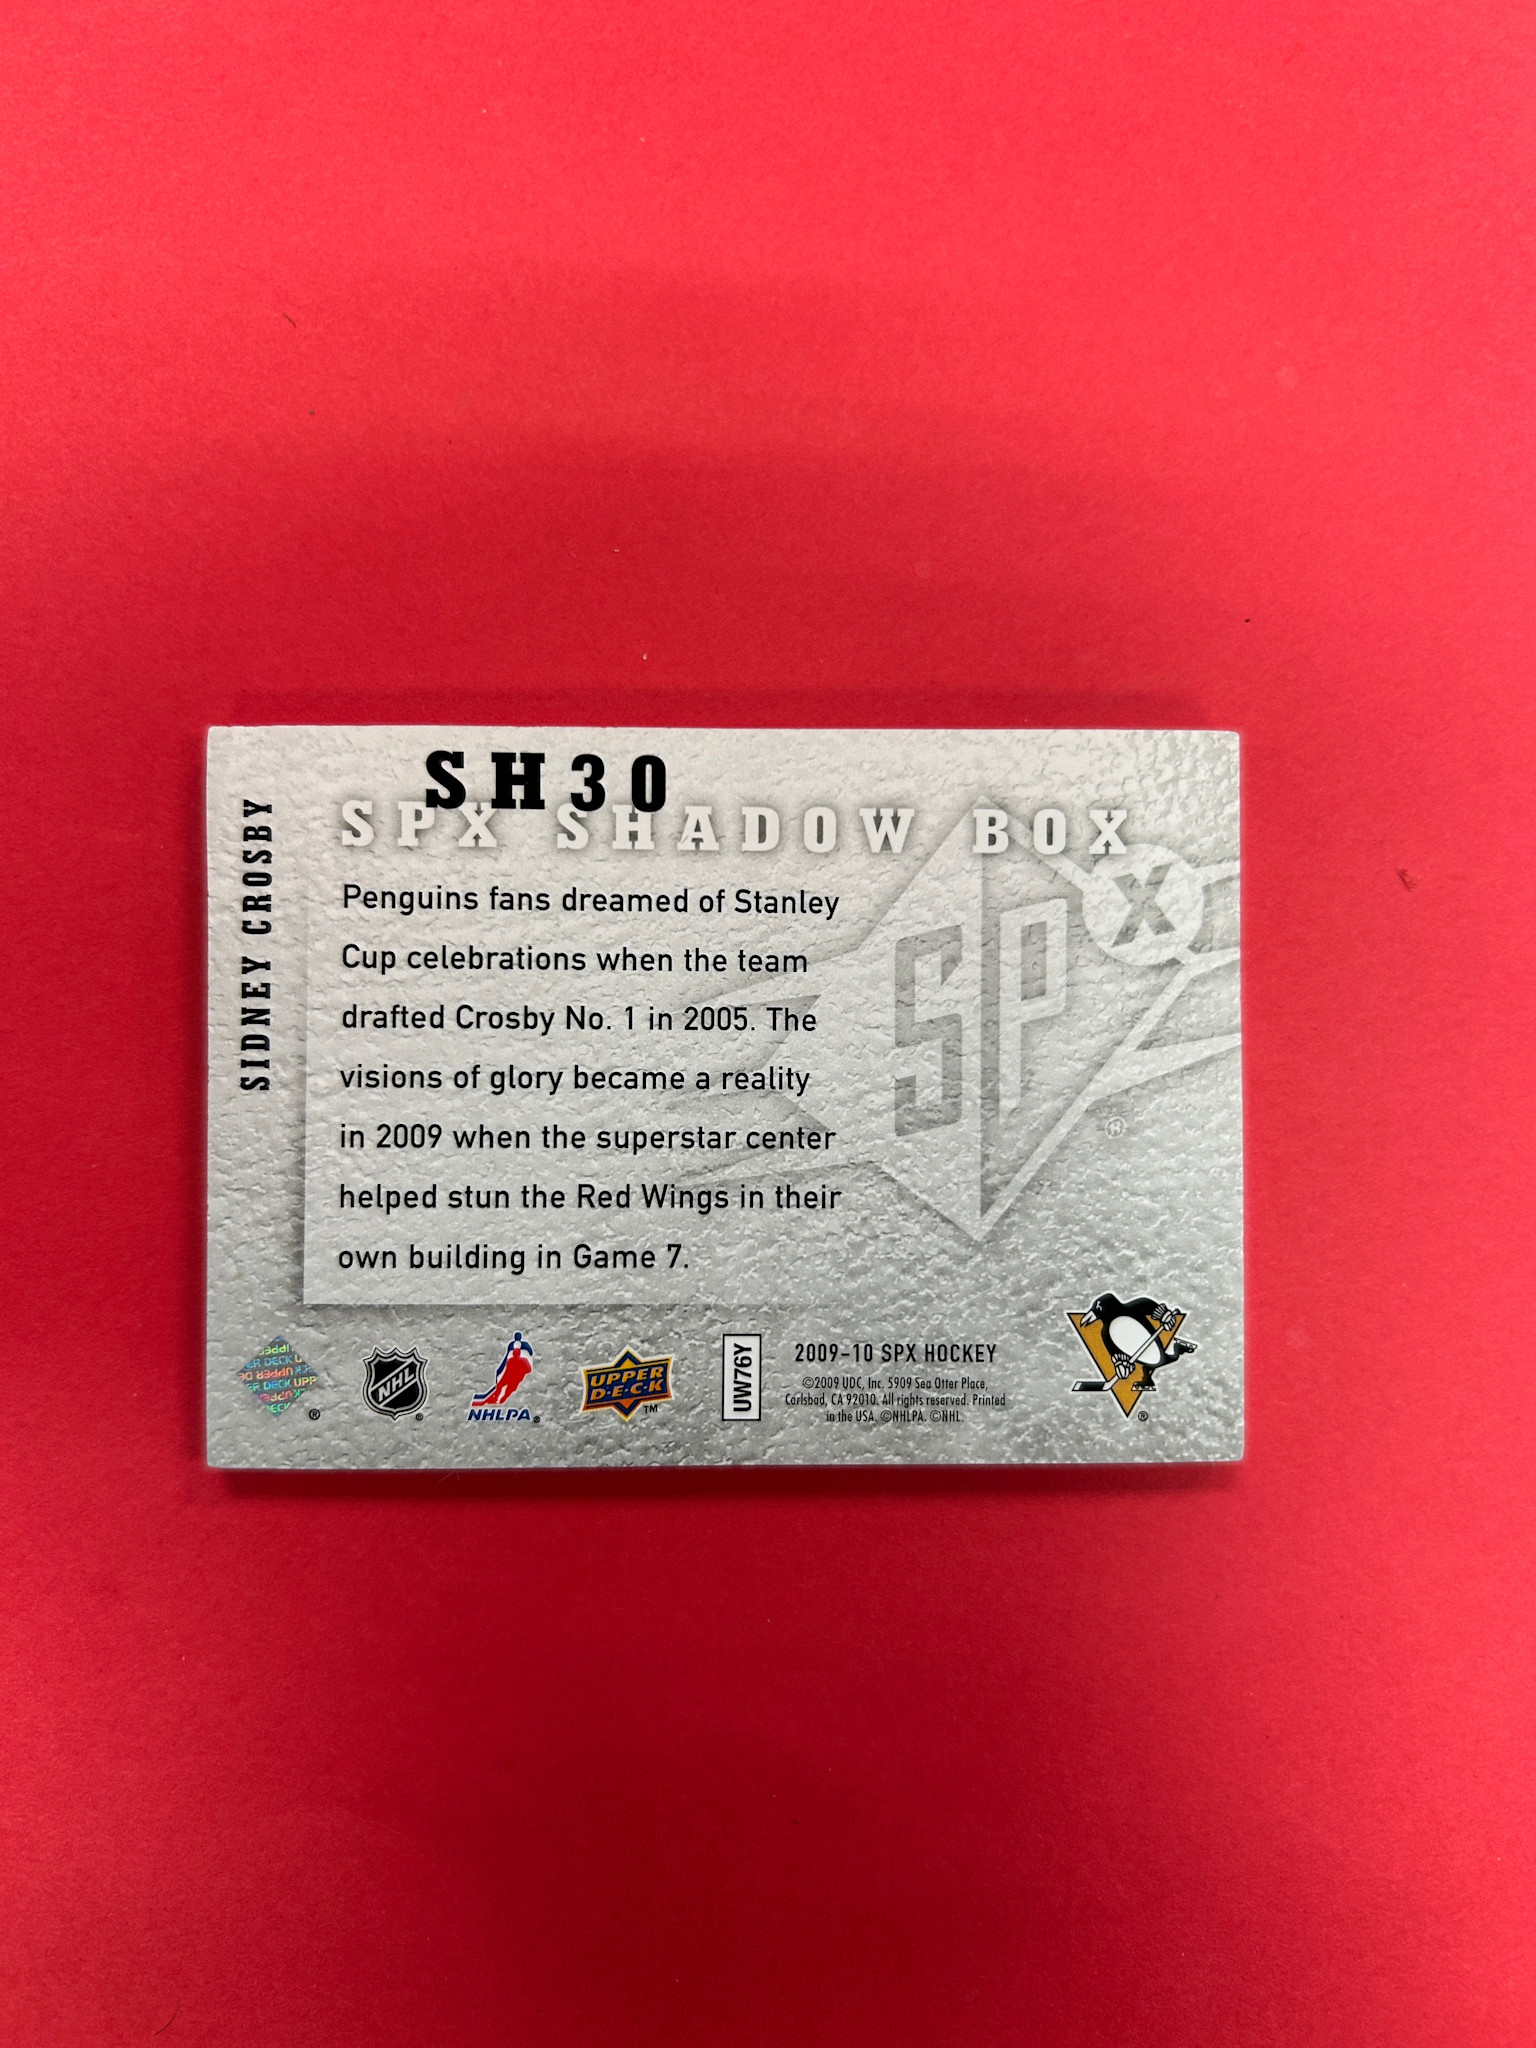 SH30
SPX SHADOW BOX
SIDNEY CROSBY
Penguins fans dreamed of Stanley
Cup celebrations when the team
drafted Crosby No. 1 in 2005. The
visions of glory became a reality
in 2009 when the superstar center
helped stun the Red Wings in their
own building in Game 7.
SPX®
UPPER DECK
®
NHL®
NHLPA®
UPPER
D·E·C·K™
UW76Y
2009-10 SPX HOCKEY
©2009 UDC, Inc. 5909 Sea Otter Place,
Carlsbad, CA 92010. All rights reserved. Printed
in the USA. ©NHLPA. ©NHL.
®